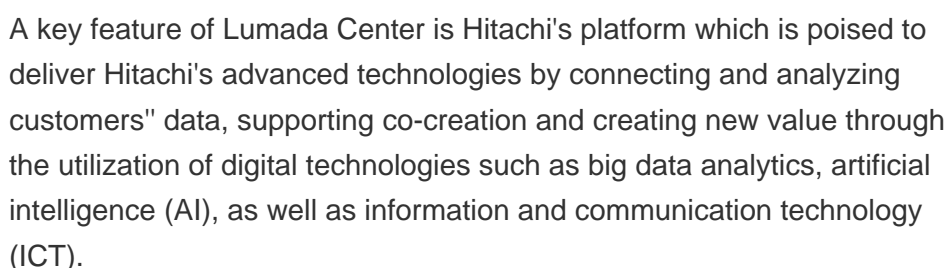 A key feature of Lumada Center is Hitachi's platform which is poised to
deliver Hitachi's advanced technologies by connecting and analyzing
customers" data, supporting co-creation and creating new value through
the utilization of digital technologies such as big data analytics, artificial
intelligence (AI), as well as information and communication technology
(ICT).